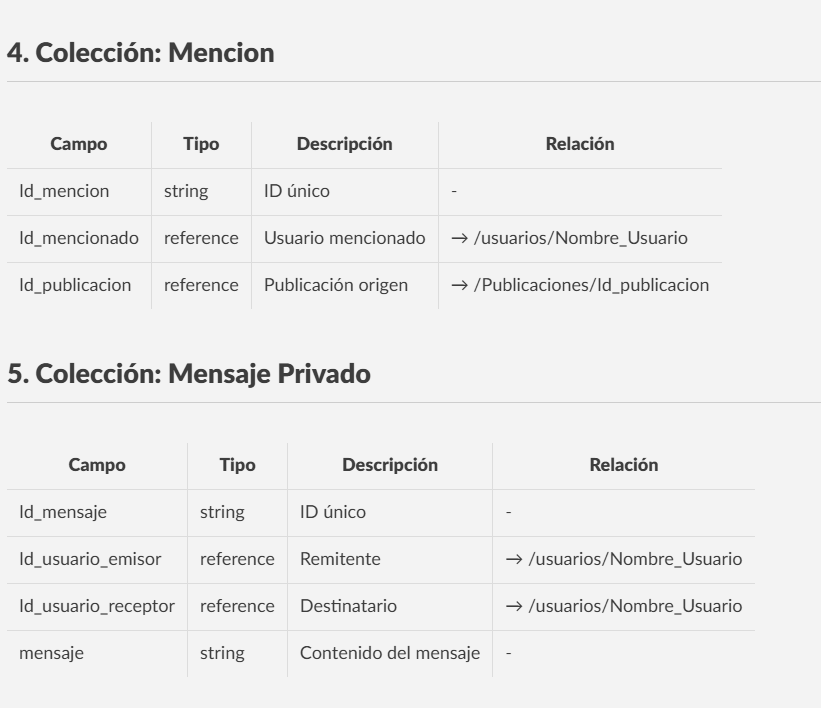 4. Colección: Mencion
Campo Tipo Descripción Relación
Id_mencion string ID único -
Id_mencionado reference Usuario mencionado → /usuarios/Nombre_Usuario
Id_publicacion reference Publicación origen → /Publicaciones/Id_publicacion
5. Colección: Mensaje Privado
Campo Tipo Descripción Relación
Id_mensaje string ID único -
Id_usuario_emisor reference Remitente → /usuarios/Nombre_Usuario
Id_usuario_receptor reference Destinatario → /usuarios/Nombre_Usuario
mensaje string Contenido del mensaje -